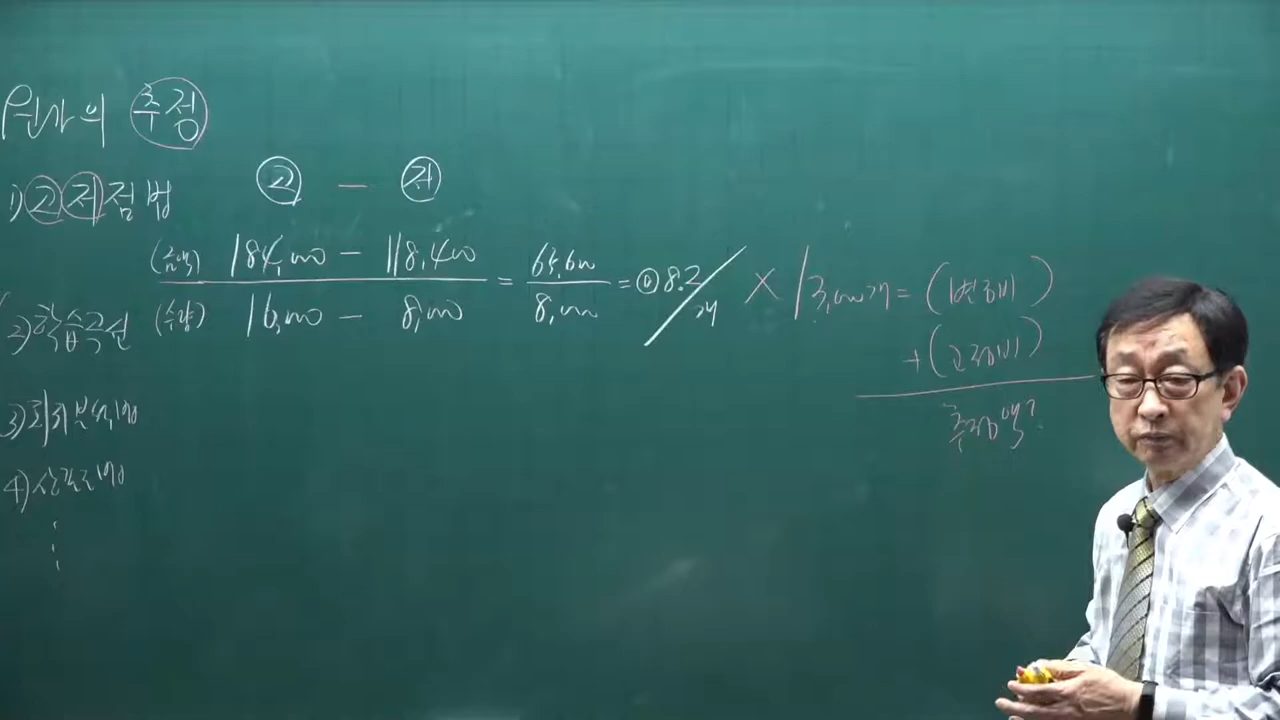 원가의 추정
1) 고저점법 고 — 저
(금액) 184,000 — 118,400 = 65,600 = @8.2/개 × 13,000개 = (변동비)
(수량) 16,000 — 8,000 8,000
+ (고정비)
총원가?
2) 학습곡선
3) 회귀분석법
4) 산포도법